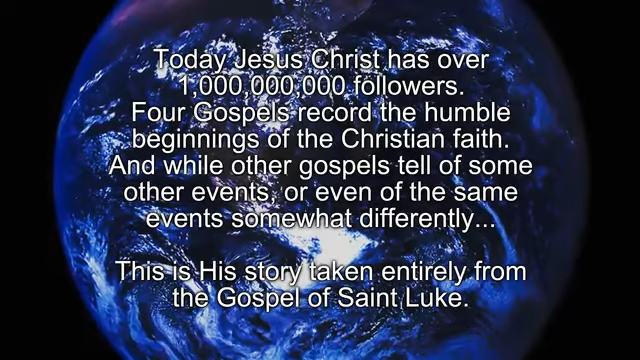 Today Jesus Christ has over
1,000,000,000 followers.
Four Gospels record the humble
beginnings of the Christian faith.
And while other gospels tell of some
other events, or even of the same
events somewhat differently...
This is His story taken entirely from
the Gospel of Saint Luke.